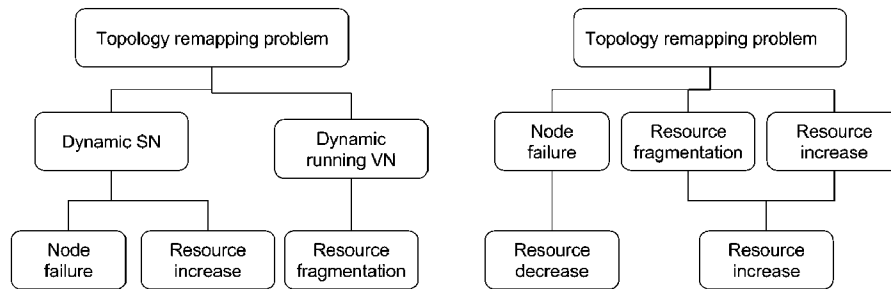 Topology remapping problem
Dynamic SN
Dynamic
running VN
Node
failure
Resource
increase
Resource
fragmentation
Topology remapping problem
Node
failure
Resource
fragmentation
Resource
increase
Resource
decrease
Resource
increase